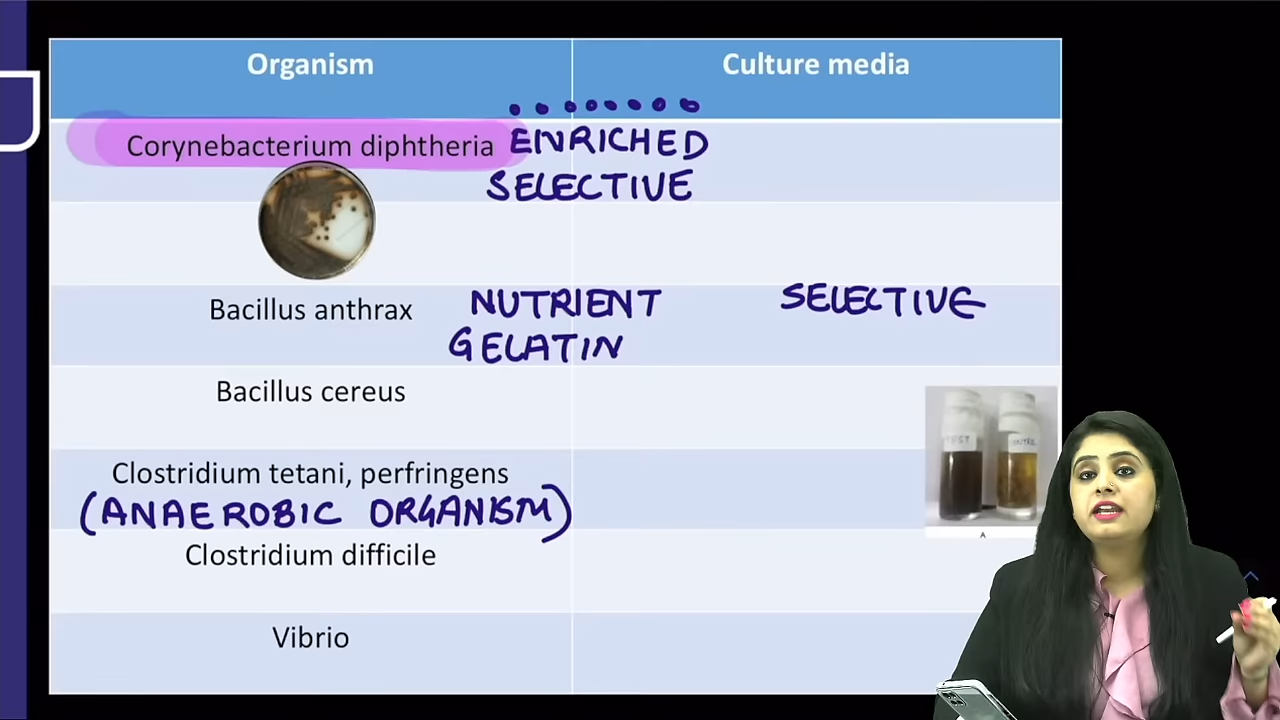 Organism Culture media
Corynebacterium diphtheria ENRICHED
SELECTIVE
Bacillus anthrax NUTRIENT SELECTIVE
GELATIN
Bacillus cereus
Clostridium tetani, perfringens
(ANAEROBIC ORGANISM)
Clostridium difficile
Vibrio
A